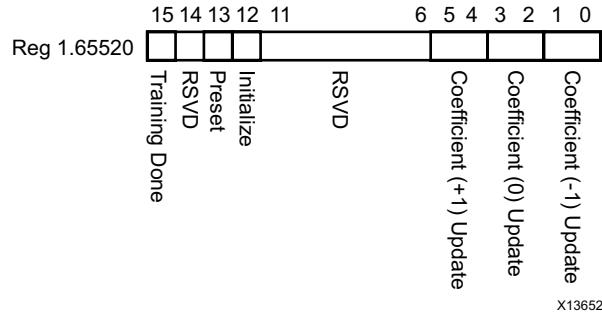 15 14 13 12 11 6 5 4 3 2 1 0
Reg 1.65520
Training Done
RSVD
Preset
Initialize
RSVD
Coefficient (+1) Update
Coefficient (0) Update
Coefficient (-1) Update
X13652